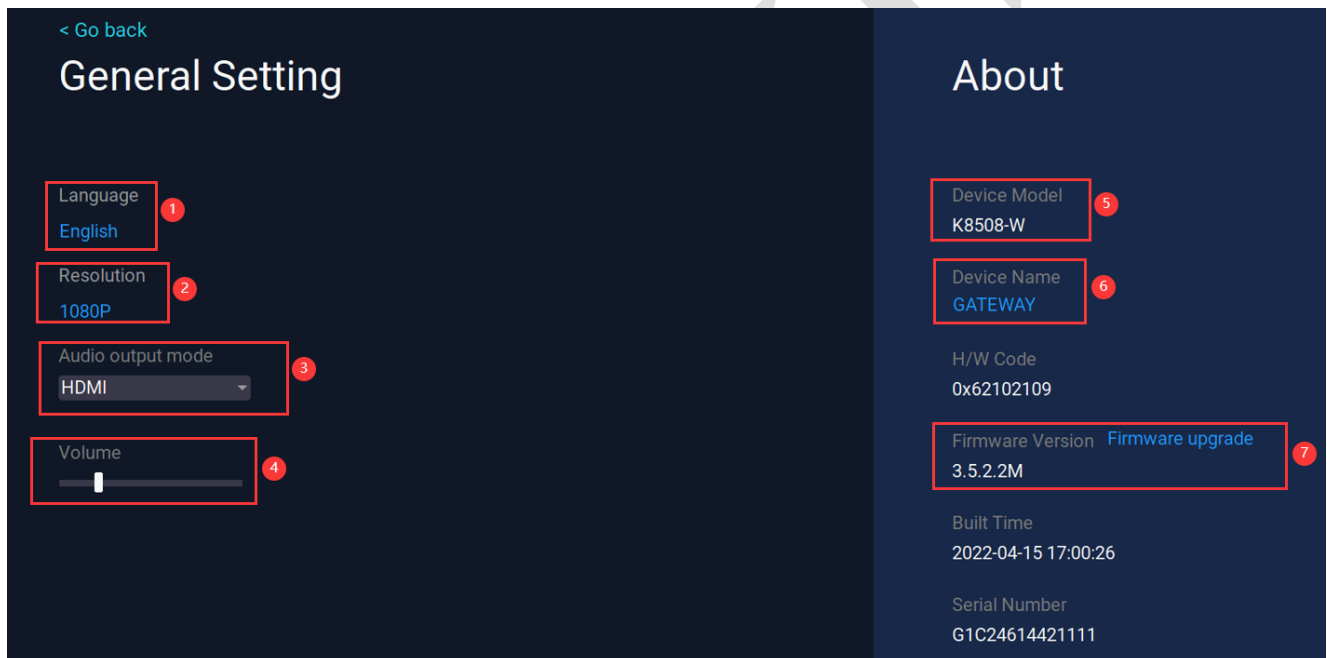 < Go back
General Setting
Language
1
English
Resolution
2
1080P
Audio output mode
3
HDMI
Volume
4
About
Device Model
5
K8508-W
Device Name
6
GATEWAY
H/W Code
0x62102109
Firmware Version Firmware upgrade
7
3.5.2.2M
Built Time
2022-04-15 17:00:26
Serial Number
G1C24614421111